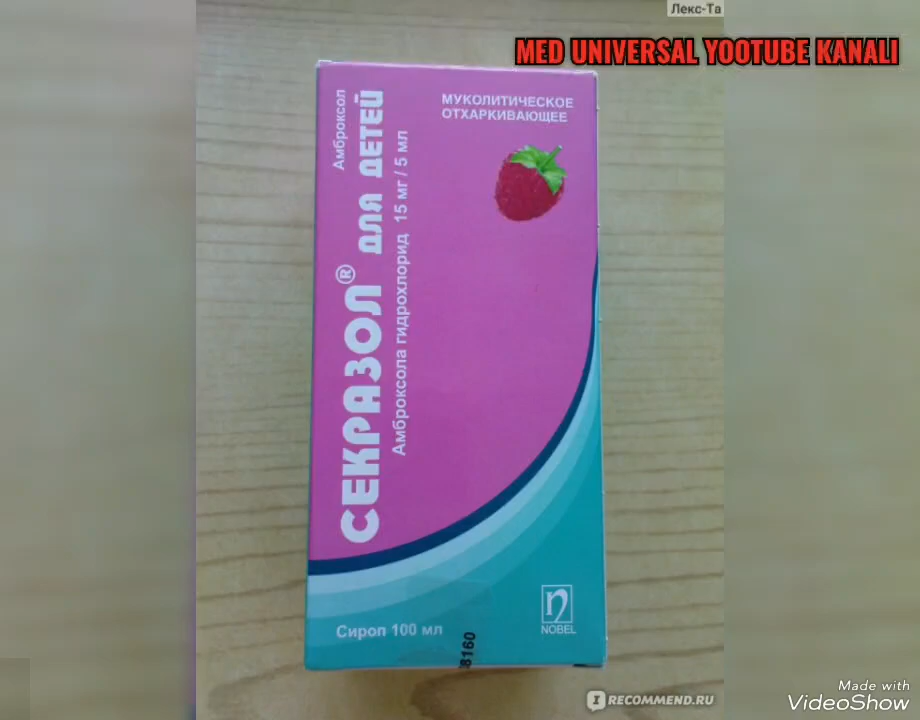 Лекс-Та
MED UNIVERSAL YOOTUBE KANALI
МУКОЛИТИЧЕСКОЕ
ОТХАРКИВАЮЩЕЕ
Амброксол
СЕКРАЗОЛ® ДЛЯ ДЕТЕЙ
Амброксола гидрохлорид 15 мг / 5 мл
Сироп 100 мл
8160
NOBEL
IRECOMMEND.RU
Made with
VideoShow